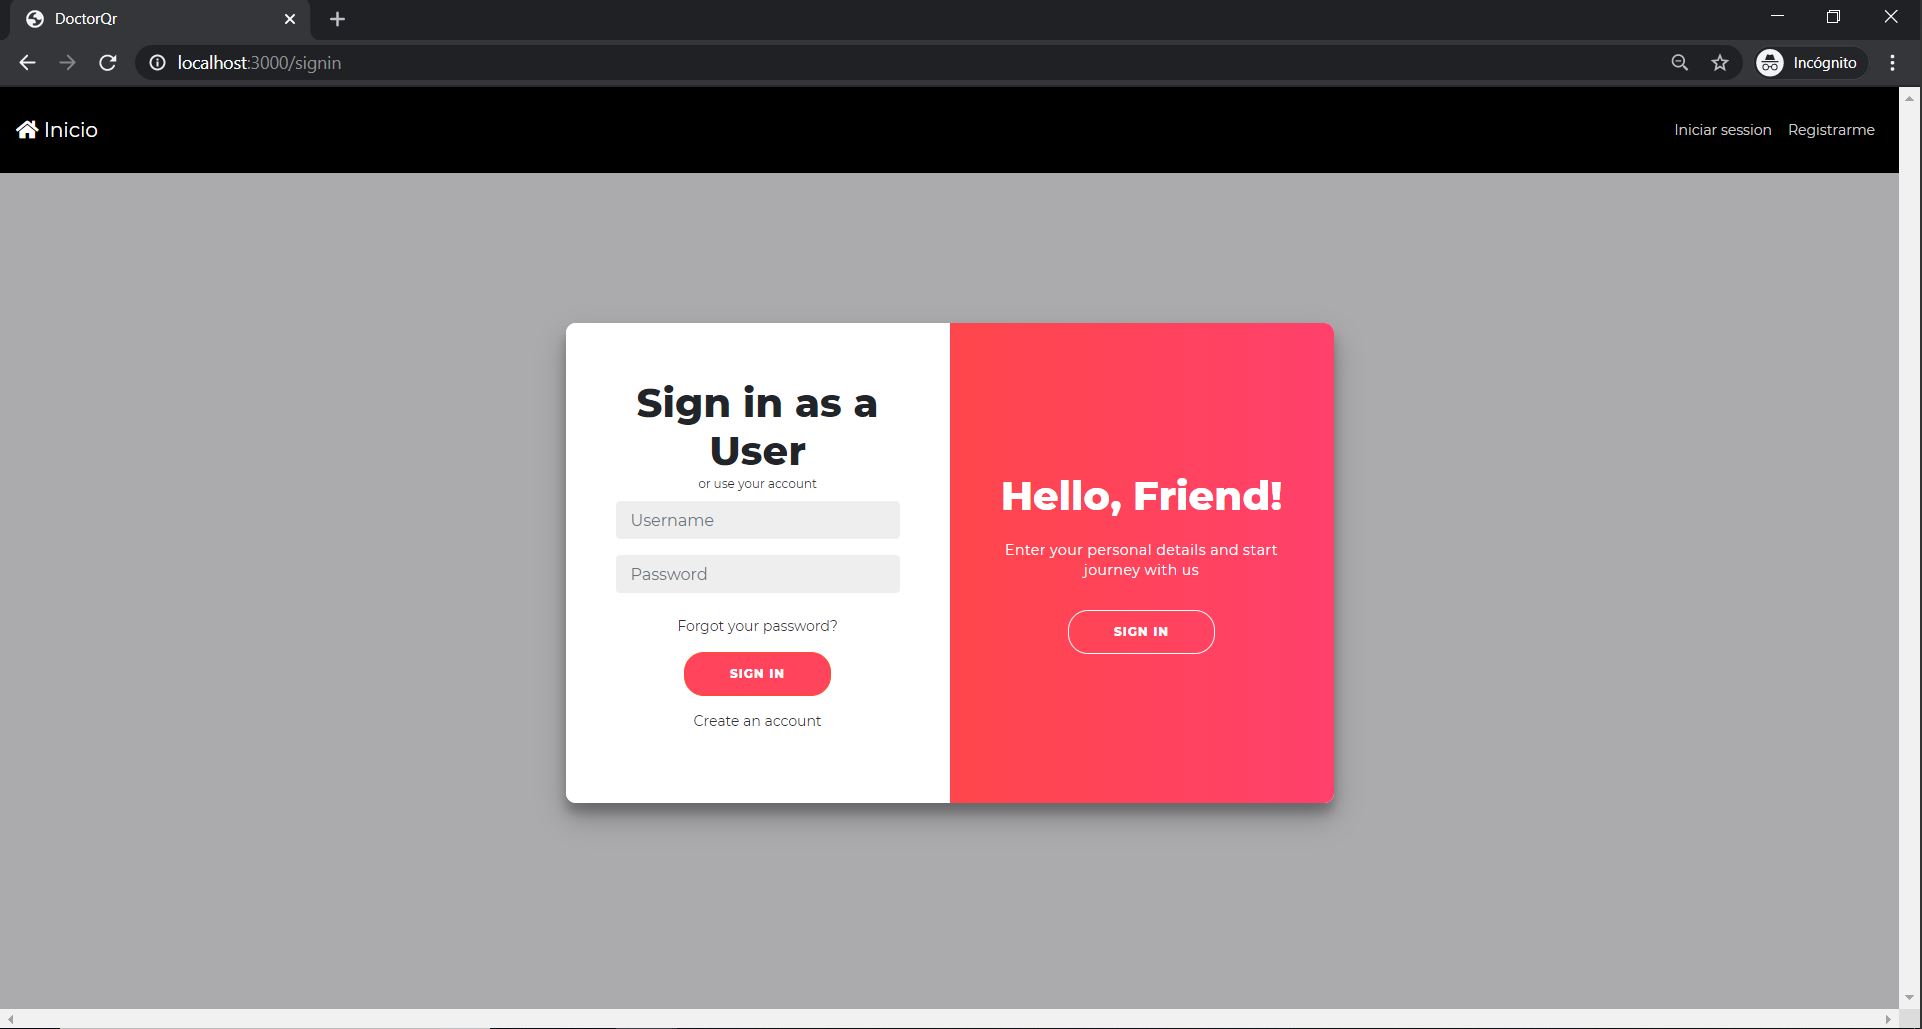 DoctorQr
localhost:3000/signin
Incógnito
Inicio
Iniciar session
Registrarme
Sign in as a
User
or use your account
Username
Password
Forgot your password?
SIGN IN
Create an account
Hello, Friend!
Enter your personal details and start
journey with us
SIGN IN